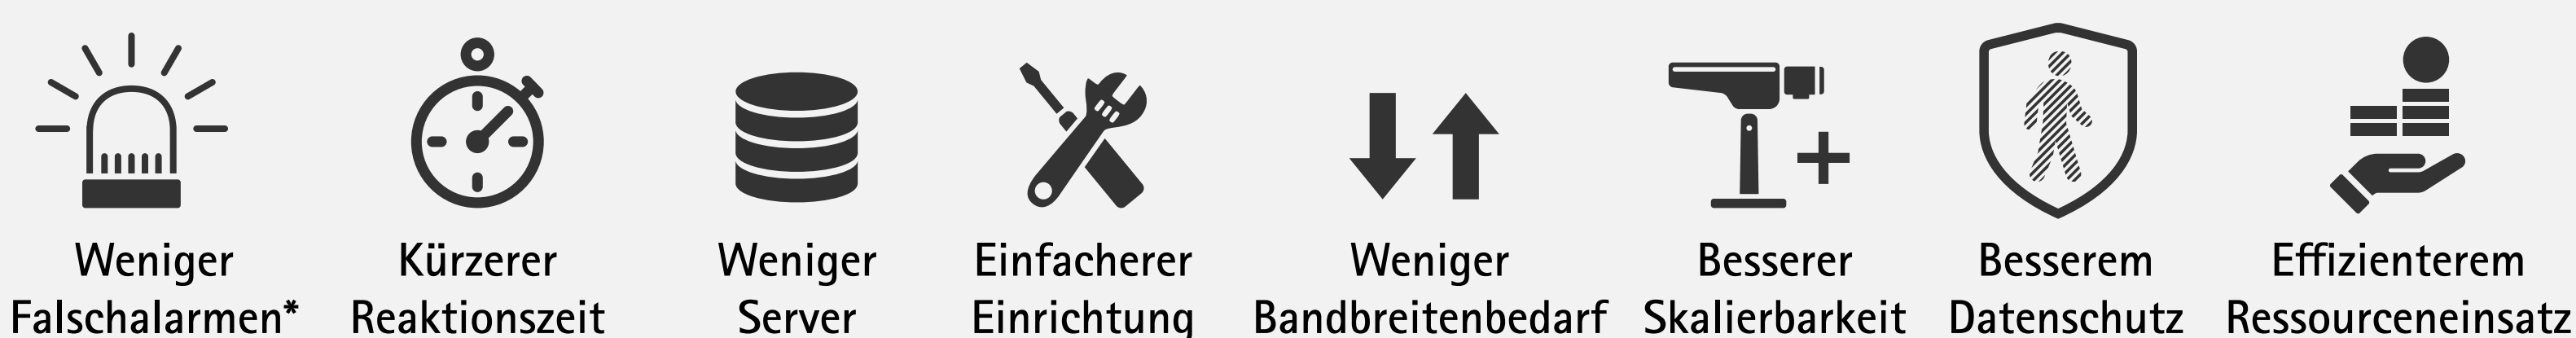 Weniger
Falschalarmen*
Kürzerer
Reaktionszeit
Weniger
Server
Einfacherer
Einrichtung
Weniger
Bandbreitenbedarf
Besserer
Skalierbarkeit
Besserem
Datenschutz
Effizienterem
Ressourceneinsatz